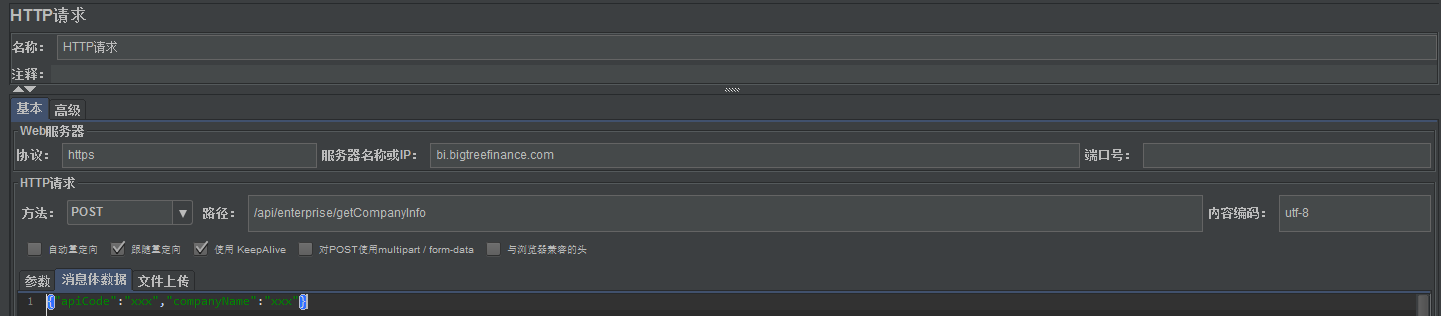 HTTP请求
名称： HTTP请求
注释：
基本 高级
Web服务器
协议： https 服务器名称或IP： bi.bigtreefinance.com 端口号：
HTTP请求
方法： POST 路径： /api/enterprise/getCompanyInfo 内容编码： utf-8
自动重定向 跟随重定向 使用 KeepAlive 对POST使用multipart / form-data 与浏览器兼容的头
参数 消息体数据 文件上传
1 {"apiCode":"xxx","companyName":"xxx"}